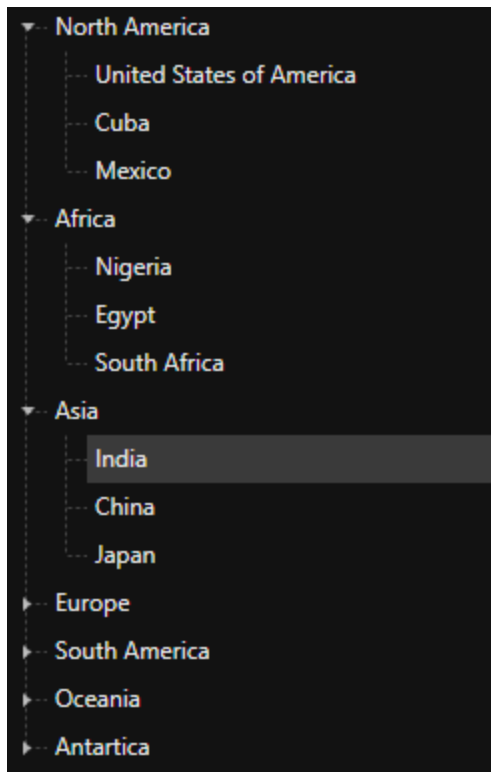 North America
United States of America
Cuba
Mexico
Africa
Nigeria
Egypt
South Africa
Asia
India
China
Japan
Europe
South America
Oceania
Antartica